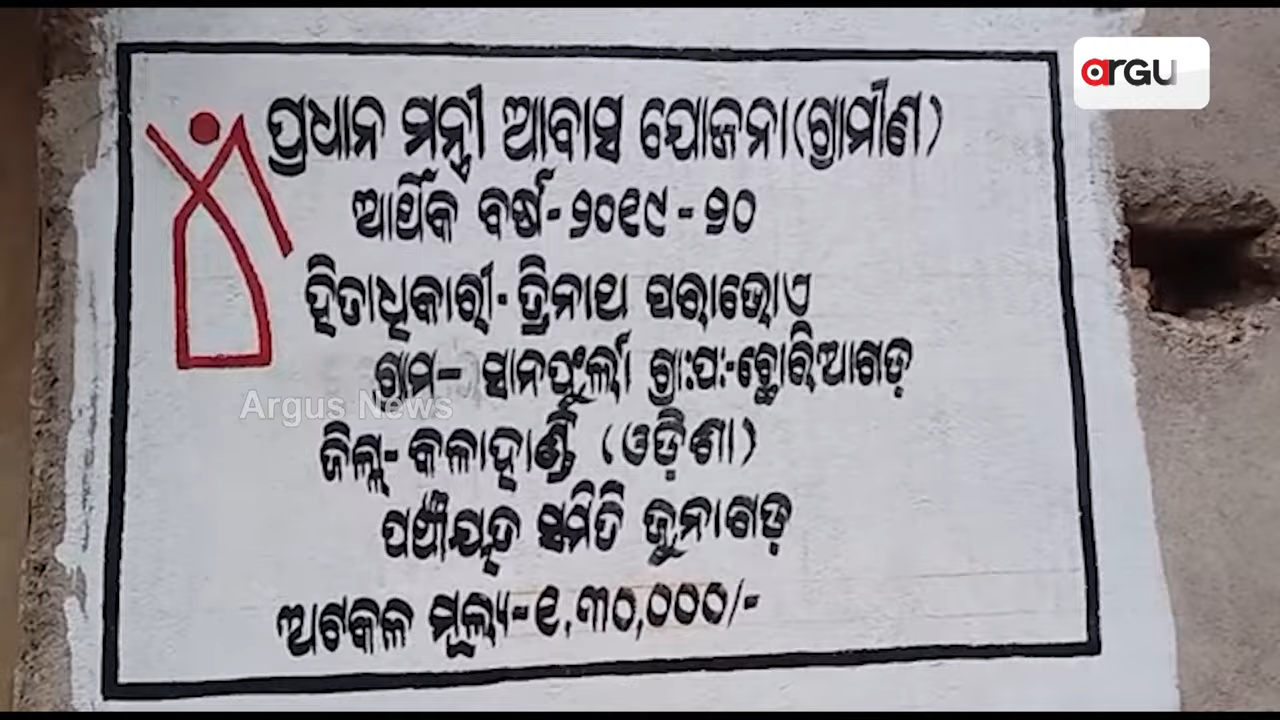 ARGU
ପ୍ରଧାନ ମନ୍ତ୍ରୀ ଆବାସ ଯୋଜନା(ଗ୍ରାମୀଣ)
ଆର୍ଥିକ ବର୍ଷ-୨୦୧୯-୨୦
ହିତାଧିକାରୀ- ତ୍ରିନାଥ ପରାଭୋଏ
ଗ୍ରାମ- ସାନପୁର୍ଲା ଗ୍ରା:ପ:-ଚୋରିଆଗଡ଼
Argus News
ଜିଲ୍ଲା-କଳାହାଣ୍ଡି (ଓଡ଼ିଶା)
ପଞ୍ଚାୟତ ସମିତି ଜୁନାଗଡ଼
ଅଟକଳ ମୂଲ୍ୟ-୧,୩୦,୦୦୦/-